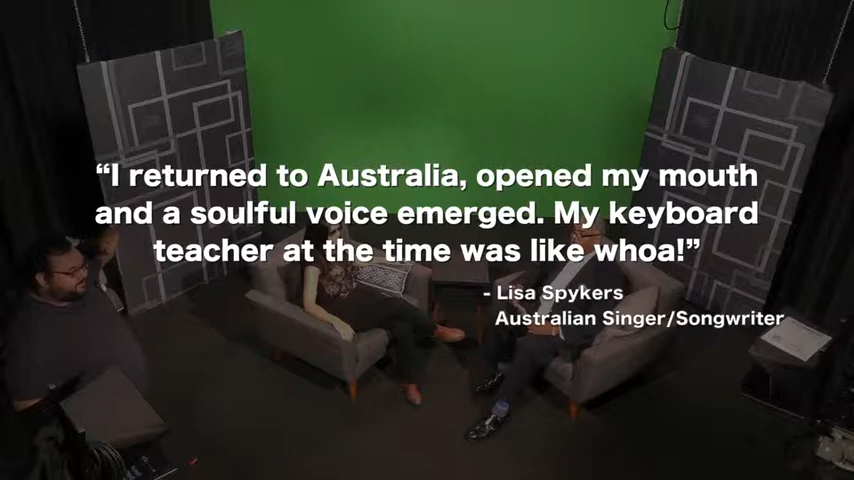 “I returned to Australia, opened my mouth
and a soulful voice emerged. My keyboard
teacher at the time was like whoa!”
- Lisa Spykers
Australian Singer/Songwriter